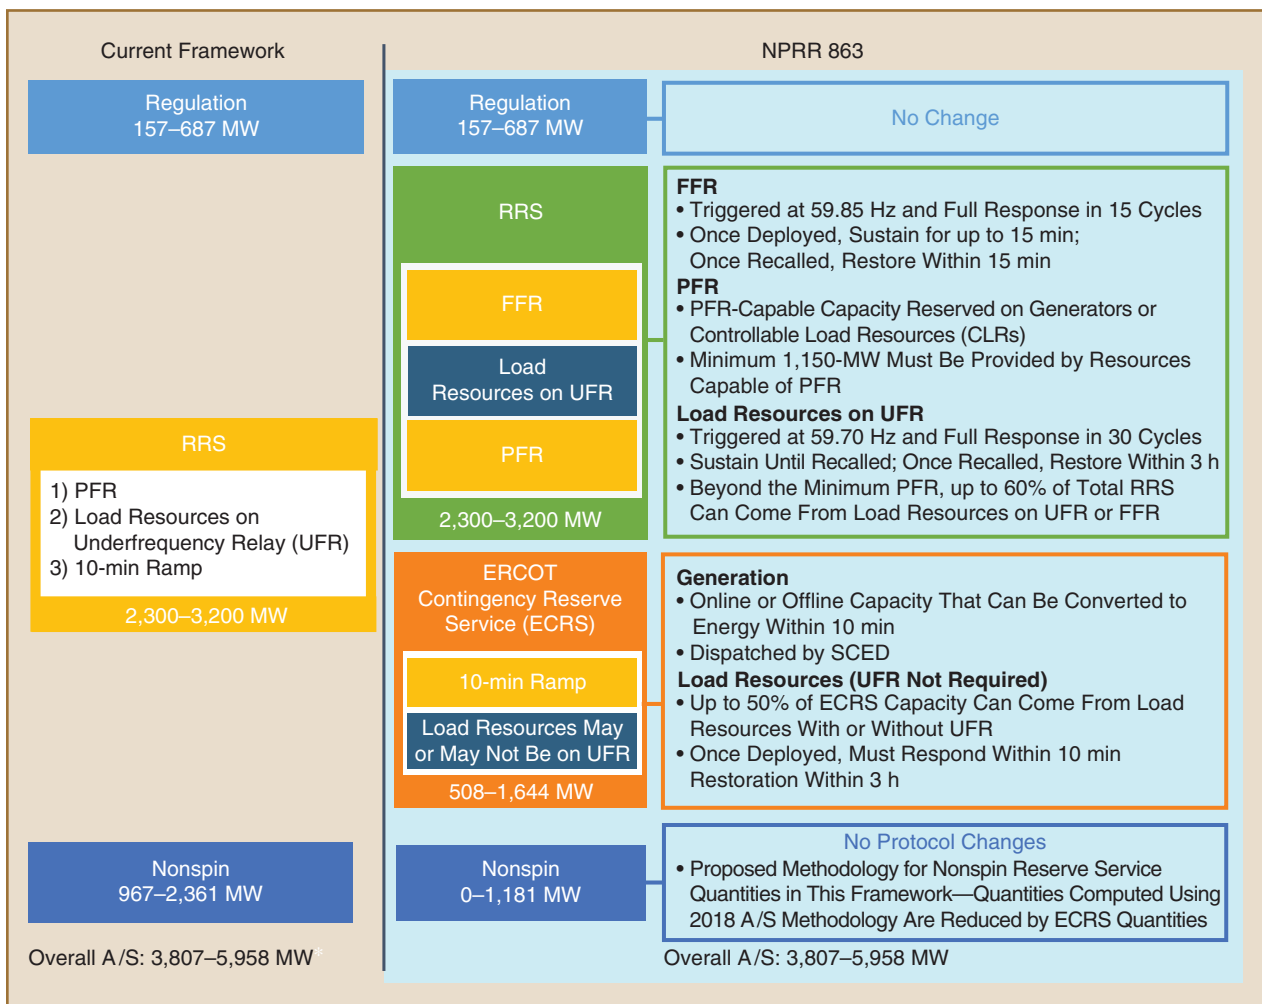 Current Framework
Regulation
157–687 MW
RRS
1) PFR
2) Load Resources on
Underfrequency Relay (UFR)
3) 10-min Ramp
2,300–3,200 MW
Nonspin
967–2,361 MW
Overall A/S: 3,807–5,958 MW*
NPRR 863
Regulation
157–687 MW
No Change
RRS
FFR
Load
Resources on UFR
PFR
2,300–3,200 MW
FFR
• Triggered at 59.85 Hz and Full Response in 15 Cycles
• Once Deployed, Sustain for up to 15 min;
Once Recalled, Restore Within 15 min
PFR
• PFR-Capable Capacity Reserved on Generators or
Controllable Load Resources (CLRs)
• Minimum 1,150-MW Must Be Provided by Resources
Capable of PFR
Load Resources on UFR
• Triggered at 59.70 Hz and Full Response in 30 Cycles
• Sustain Until Recalled; Once Recalled, Restore Within 3 h
• Beyond the Minimum PFR, up to 60% of Total RRS
Can Come From Load Resources on UFR or FFR
ERCOT
Contingency Reserve
Service (ECRS)
10-min Ramp
Load Resources May
or May Not Be on UFR
508–1,644 MW
Generation
• Online or Offline Capacity That Can Be Converted to
Energy Within 10 min
• Dispatched by SCED
Load Resources (UFR Not Required)
• Up to 50% of ECRS Capacity Can Come From Load
Resources With or Without UFR
• Once Deployed, Must Respond Within 10 min
Restoration Within 3 h
Nonspin
0–1,181 MW
No Protocol Changes
• Proposed Methodology for Nonspin Reserve Service
Quantities in This Framework—Quantities Computed Using
2018 A/S Methodology Are Reduced by ECRS Quantities
Overall A/S: 3,807–5,958 MW